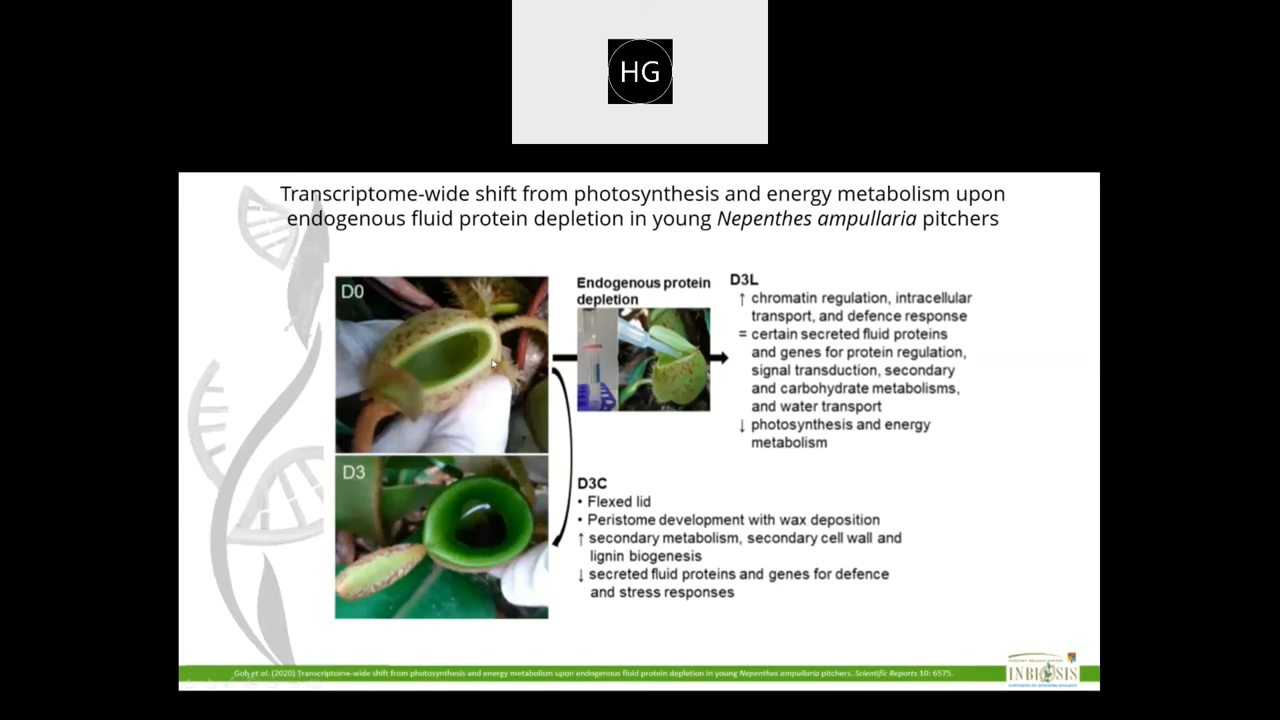 HG
Transcriptome-wide shift from photosynthesis and energy metabolism upon
endogenous fluid protein depletion in young Nepenthes ampullaria pitchers
D0
Endogenous protein
depletion
D3L
↑ chromatin regulation, intracellular
transport, and defence response
= certain secreted fluid proteins
and genes for protein regulation,
signal transduction, secondary
and carbohydrate metabolisms,
and water transport
↓ photosynthesis and energy
metabolism
D3
D3C
• Flexed lid
• Peristome development with wax deposition
↑ secondary metabolism, secondary cell wall and
lignin biogenesis
↓ secreted fluid proteins and genes for defence
and stress responses
Goh et al. (2020) Transcriptome-wide shift from photosynthesis and energy metabolism upon endogenous fluid protein depletion in young Nepenthes ampullaria pitchers. Scientific Reports 10: 6575.
INBIOSIS